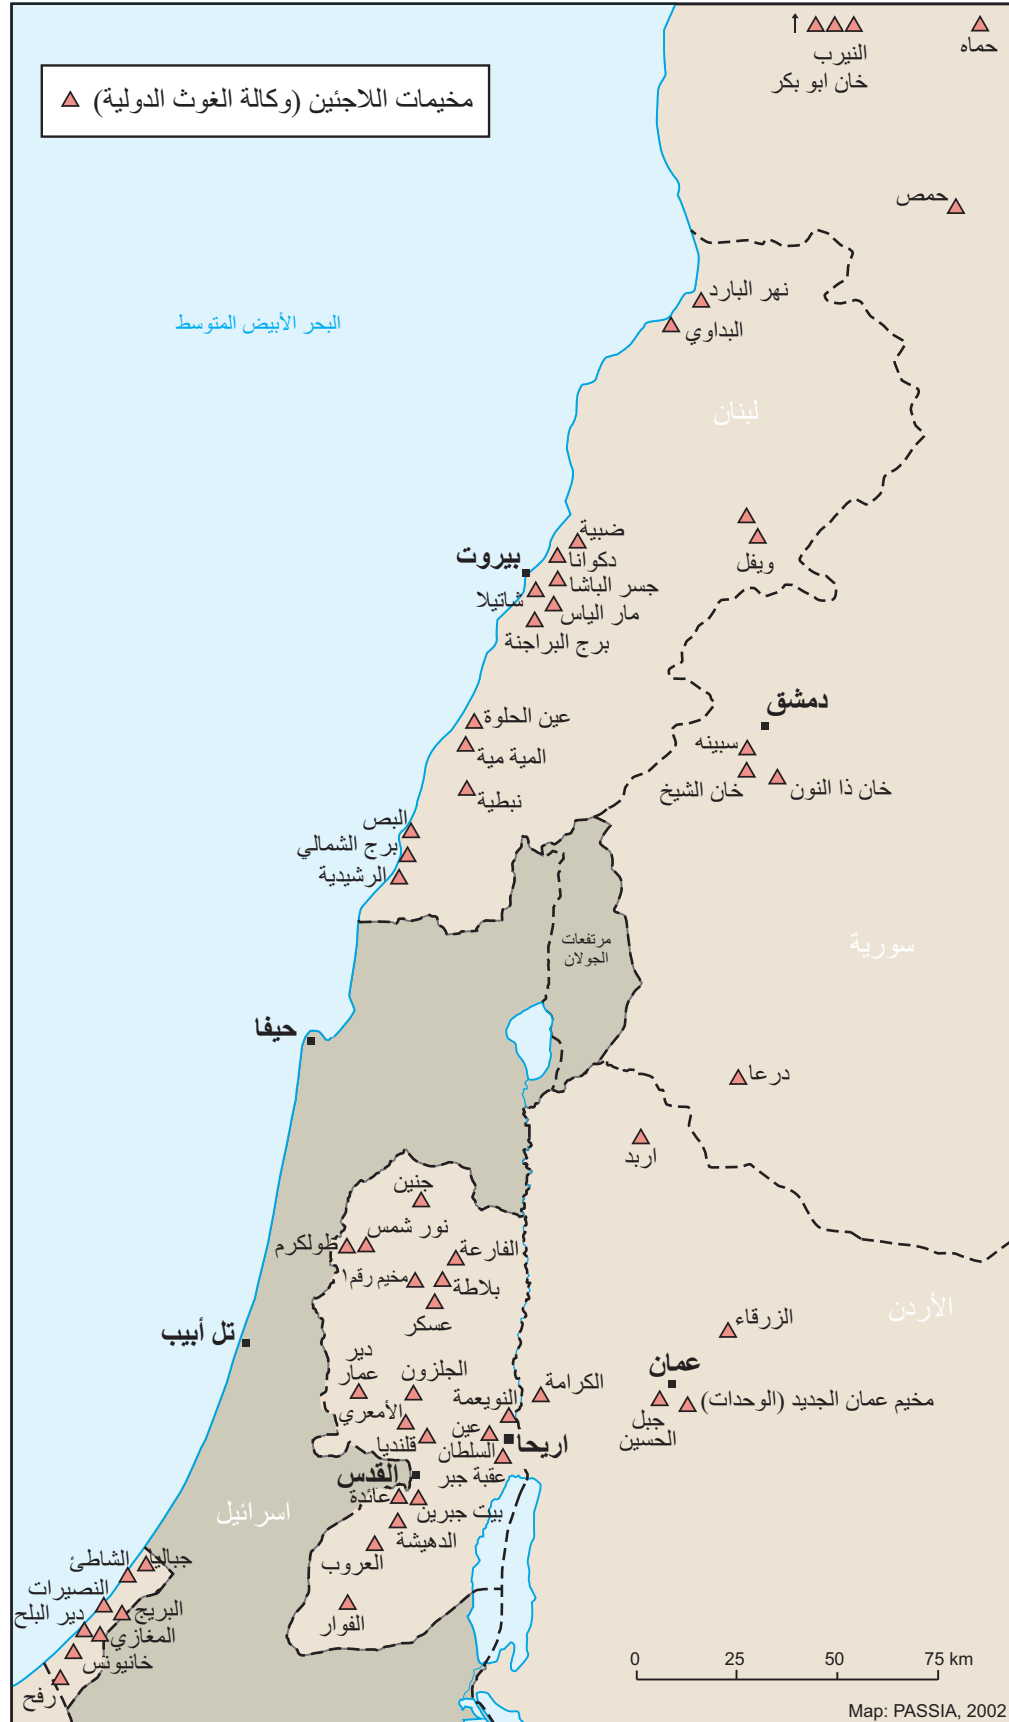 حماه
النيرب
خان ابو بكر
مخيمات اللاجئين (وكالة الغوث الدولية)
حمص
نهر البارد
البداوي
البحر الأبيض المتوسط
لبنان
ضبية
دكوانا
بيروت
ويفل
جسر الباشا
شاتيلا
مار الياس
برج البراجنة
دمشق
عين الحلوة
سبينه
المية مية
خان الشيخ
خان ذا النون
نبطية
البص
برج الشمالي
الرشيدية
مرتفعات
الجولان
سورية
حيفا
درعا
اربد
جنين
نور شمس
طولكرم
الفارعة
مخيم رقم ١
بلاطة
عسكر
الأردن
الزرقاء
تل أبيب
دير
عمار
الجلزون
عمان
الكرامة
النويعمة
مخيم عمان الجديد (الوحدات)
جبل
الحسين
الأمعري
قلنديا
عين
السلطان
اريحا
عقبة جبر
القدس
عائدة
بيت جبرين
اسرائيل
الدهيشة
العروب
جباليا
الشاطئ
النصيرات
البريج
دير البلح
المغازي
الفوار
خانيونس
رفح
0 25 50 75 km
Map: PASSIA, 2002